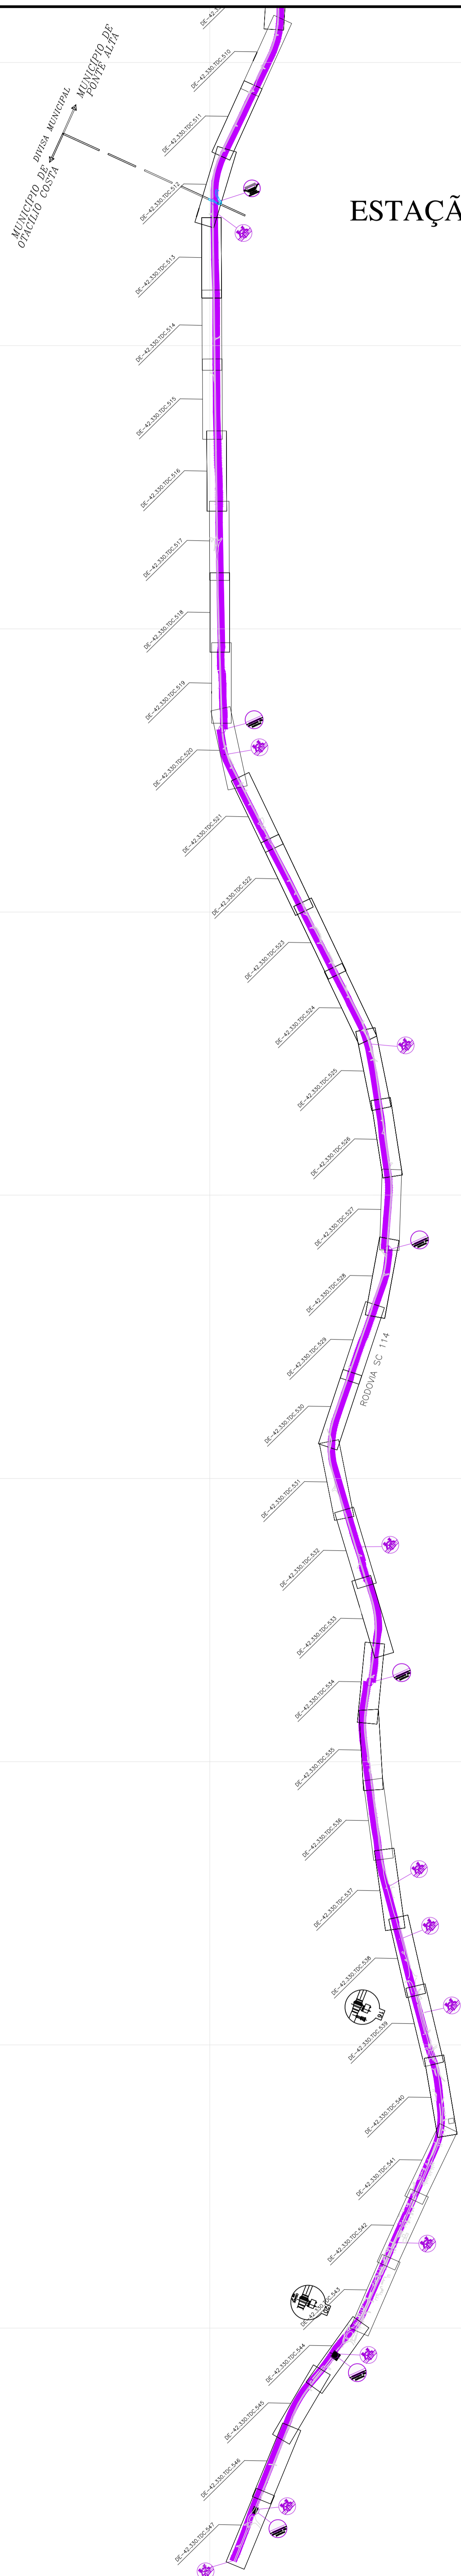 DE-42.330.TDC.510
MUNICÍPIO DE
PONTE ALTA
DIVISA MUNICIPAL
MUNICÍPIO DE
OTACÍLIO COSTA
DE-42.330.TDC.511
DE-42.330.TDC.512
ESTAÇÃ
DE-42.330.TDC.513
DE-42.330.TDC.514
DE-42.330.TDC.515
DE-42.330.TDC.516
DE-42.330.TDC.517
DE-42.330.TDC.518
DE-42.330.TDC.519
DE-42.330.TDC.520
DE-42.330.TDC.521
DE-42.330.TDC.522
DE-42.330.TDC.523
DE-42.330.TDC.524
DE-42.330.TDC.525
DE-42.330.TDC.526
DE-42.330.TDC.527
DE-42.330.TDC.528
DE-42.330.TDC.529
RODOVIA SC 114
DE-42.330.TDC.530
DE-42.330.TDC.531
DE-42.330.TDC.532
DE-42.330.TDC.533
DE-42.330.TDC.534
DE-42.330.TDC.535
DE-42.330.TDC.536
DE-42.330.TDC.537
DE-42.330.TDC.538
DE-42.330.TDC.539
DE-42.330.TDC.540
DE-42.330.TDC.541
DE-42.330.TDC.542
DE-42.330.TDC.543
DE-42.330.TDC.544
DE-42.330.TDC.545
DE-42.330.TDC.546
DE-42.330.TDC.547